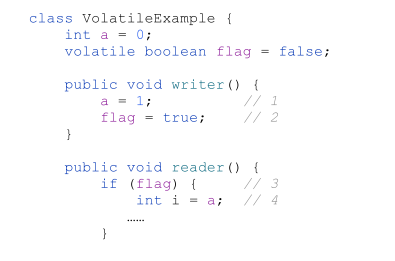 class VolatileExample {
    int a = 0;
    volatile boolean flag = false;

    public void writer() {
        a = 1;          // 1
        flag = true;    // 2
    }

    public void reader() {
        if (flag) {     // 3
            int i = a;  // 4
           ……
        }